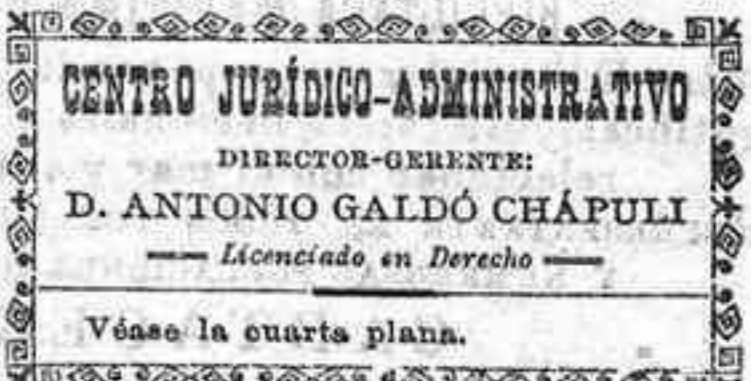 CENTRO JURÍDICO-ADMINISTRATIVO
DIRECTOR-GERENTE:
D. ANTONIO GALDÓ CHÁPULI
Licenciado en Derecho
Véase la cuarta plana.